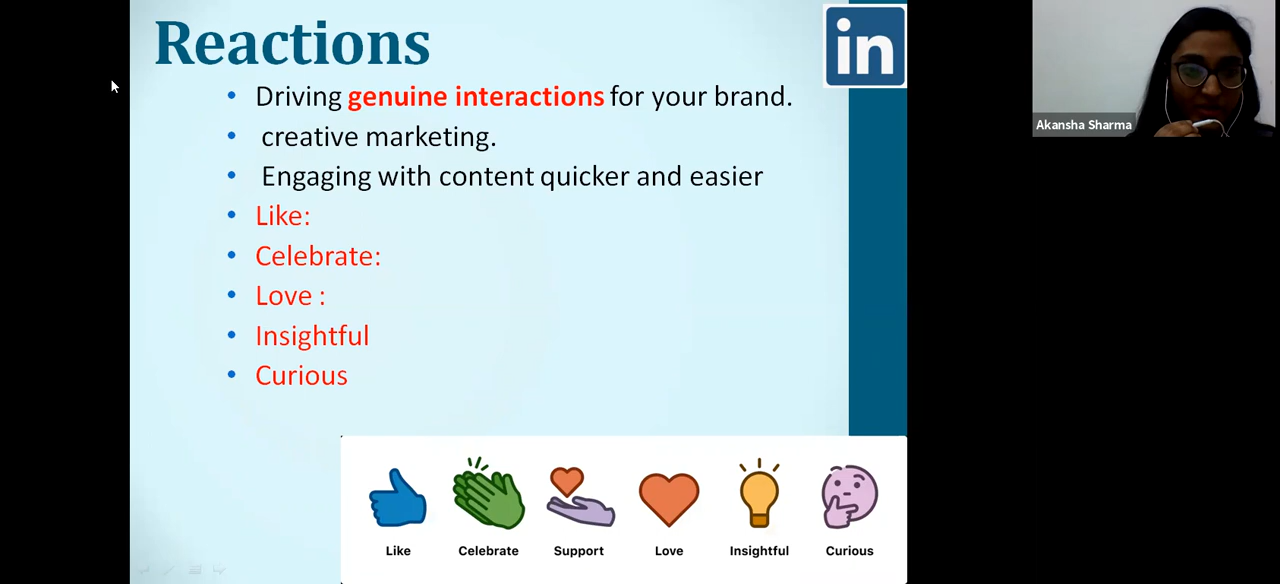 Reactions
in
• Driving genuine interactions for your brand.
• creative marketing.
• Engaging with content quicker and easier
• Like:
• Celebrate:
• Love :
• Insightful
• Curious
Akansha Sharma
Like Celebrate Support Love Insightful Curious